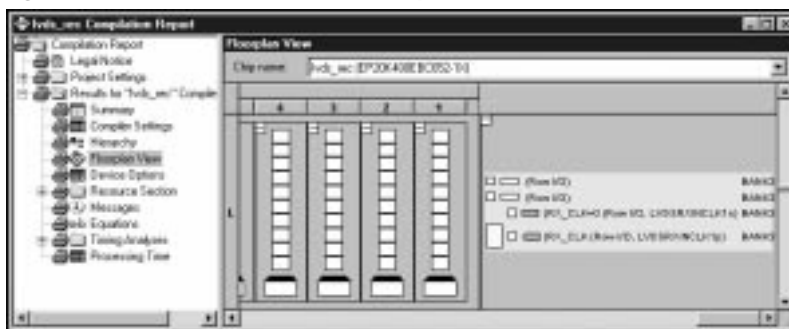 lvds_rec Compilation Report
Compilation Report
Legal Notice
Project Settings
Results for "lvds_rec" Compiler
Summary
Compiler Settings
Hierarchy
Floorplan View
Device Options
Resource Section
Messages
Equations
Timing Analyses
Processing Time
Floorplan View
Chip name:
4 3 2 1
L
(Row I/O)
(Row I/O)